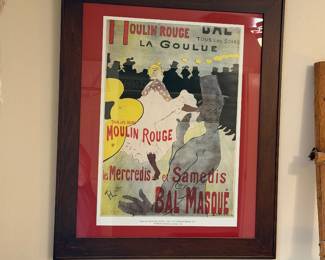 MOULIN ROUGE BAL
TOUS LES SOIRS
LA GOULUE
MOULIN ROUGE
les Mercredis et Samedis
BAL MASQUÉ